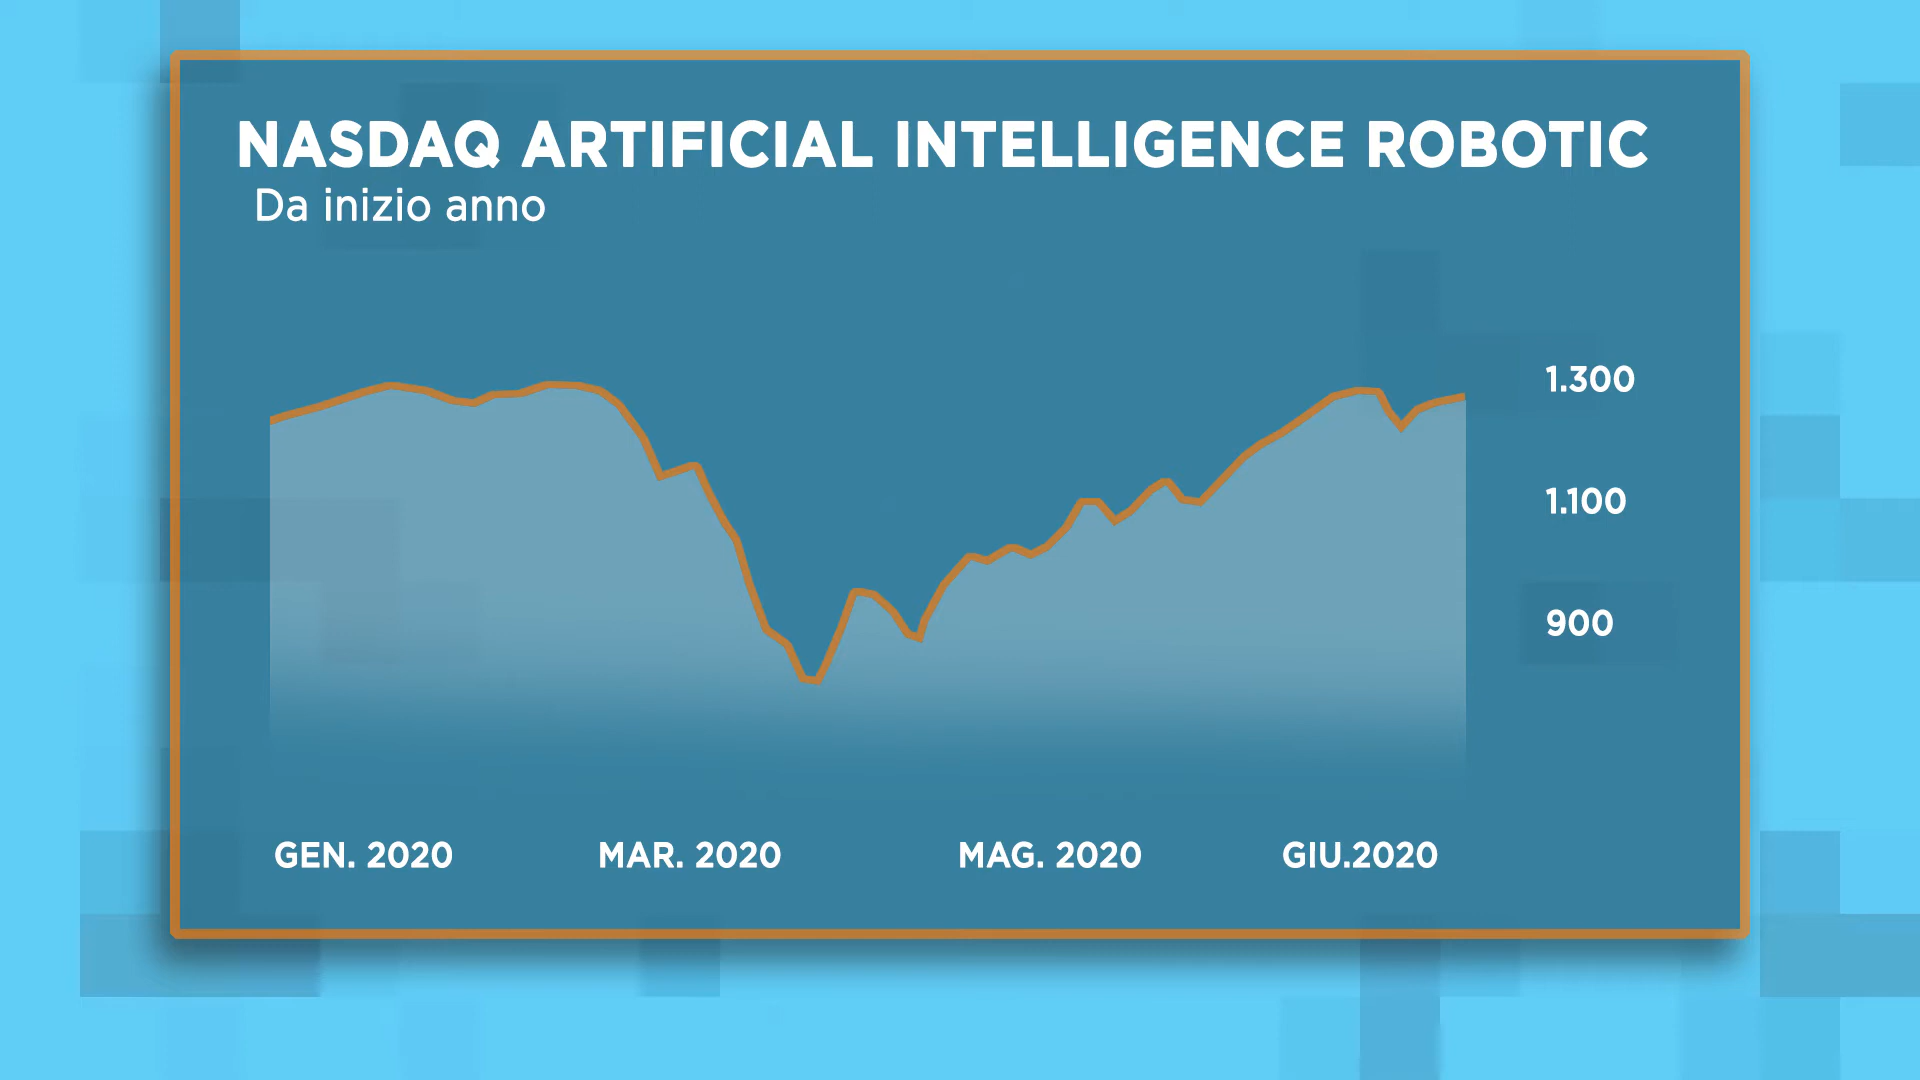 NASDAQ ARTIFICIAL INTELLIGENCE ROBOTIC
Da inizio anno
1.300
1.100
900
GEN. 2020 MAR. 2020 MAG. 2020 GIU.2020